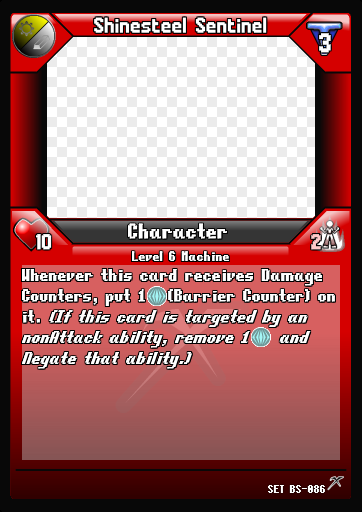 Shinesteel Sentinel
3
10
Character
2
Level 6 Machine
Whenever this card receives Damage
Counters, put 1(Barrier Counter) on
it. (If this card is targeted by an
nonAttack ability, remove 1 and
Negate that ability.)
SET BS-086